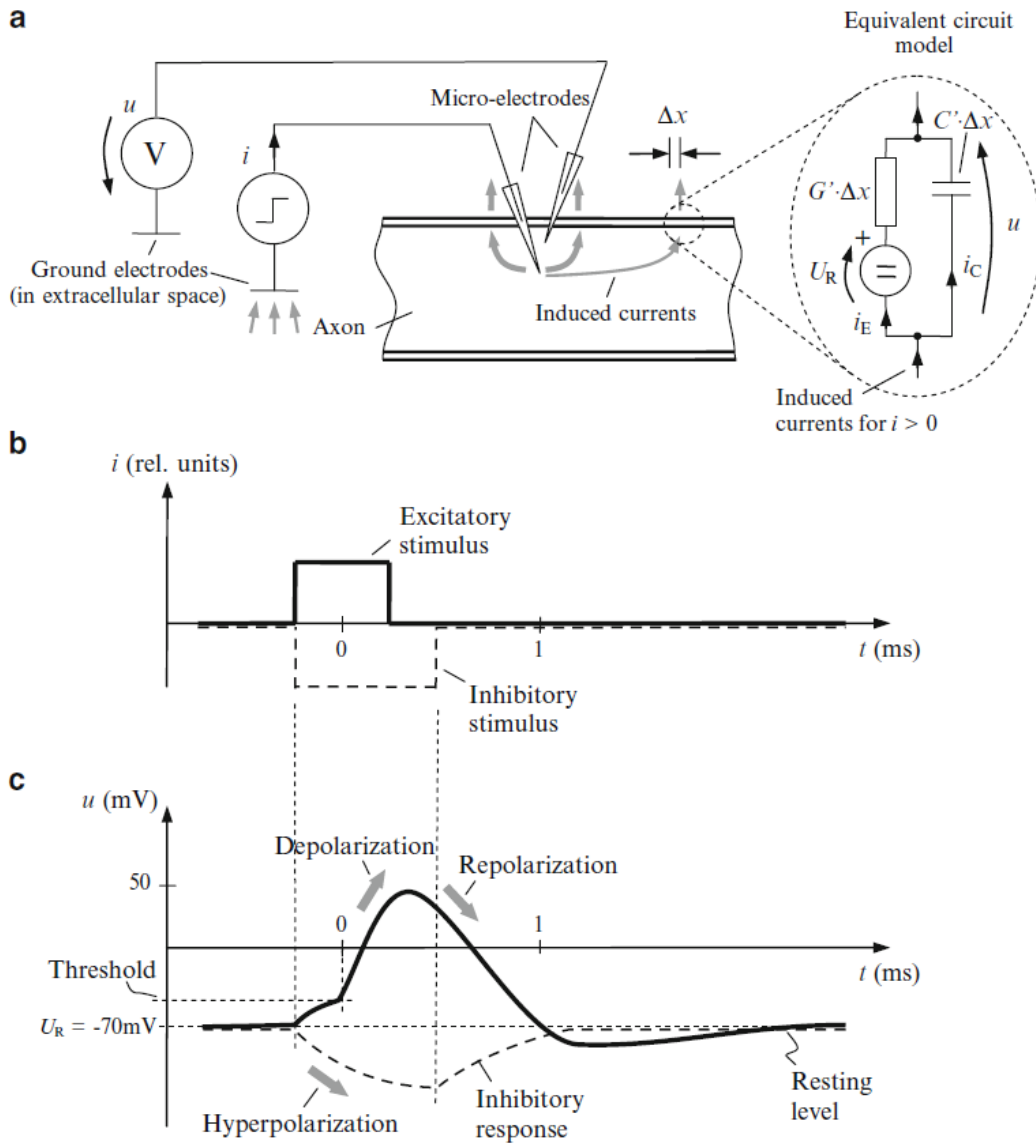 a
Equivalent circuit
model
u
V
i
Micro-electrodes
Δx
C'·Δx
G'·Δx
+
U_R
=
i_E
i_C
u
Ground electrodes
(in extracellular space)
Axon
Induced currents
Induced
currents for i > 0
b
i (rel. units)
Excitatory
stimulus
0
1
t (ms)
Inhibitory
stimulus
c
u (mV)
Depolarization
Repolarization
50
0
1
t (ms)
Threshold
U_R = -70mV
Hyperpolarization
Inhibitory
response
Resting
level